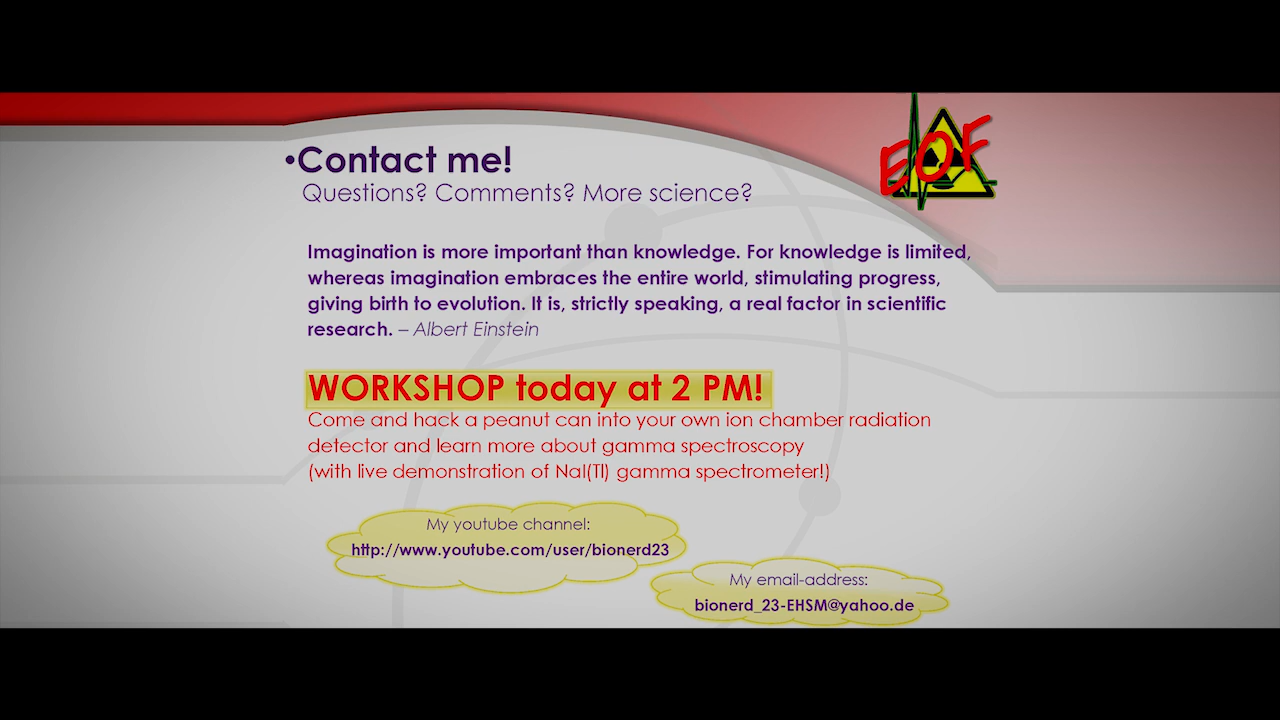 EOF
•Contact me!
Questions? Comments? More science?
Imagination is more important than knowledge. For knowledge is limited,
whereas imagination embraces the entire world, stimulating progress,
giving birth to evolution. It is, strictly speaking, a real factor in scientific
research. – Albert Einstein
WORKSHOP today at 2 PM!
Come and hack a peanut can into your own ion chamber radiation
detector and learn more about gamma spectroscopy
(with live demonstration of NaI(Tl) gamma spectrometer!)
My youtube channel:
http://www.youtube.com/user/bionerd23
My email-address:
bionerd_23-EHSM@yahoo.de